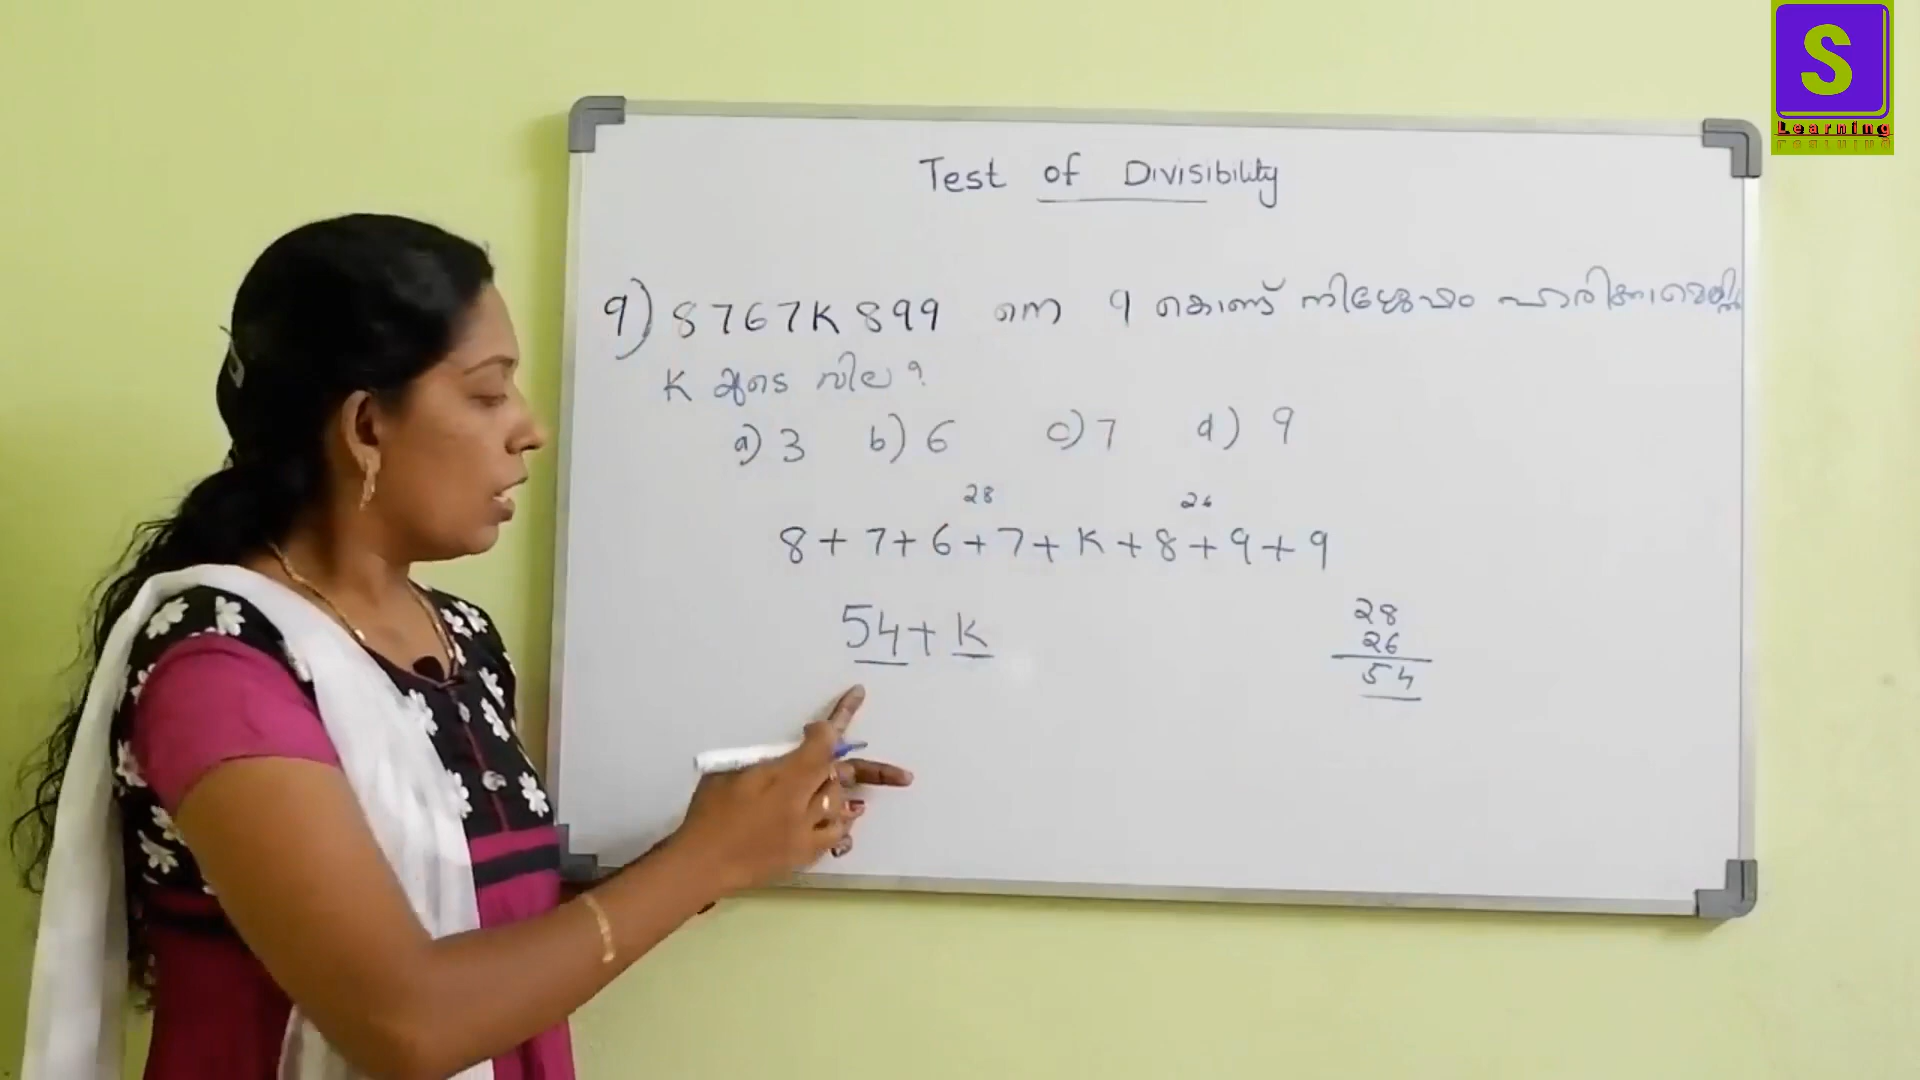 Test of Divisibility
9) 8767K899 നെ 9 കൊണ്ട് നിശ്ശേഷം ഹരിക്കാമെങ്കിൽ
K യുടെ വില?
a) 3 b) 6 c) 7 d) 9
28 26
8+7+6+7+K+8+9+9
54+K
28
26
54
S
Learning